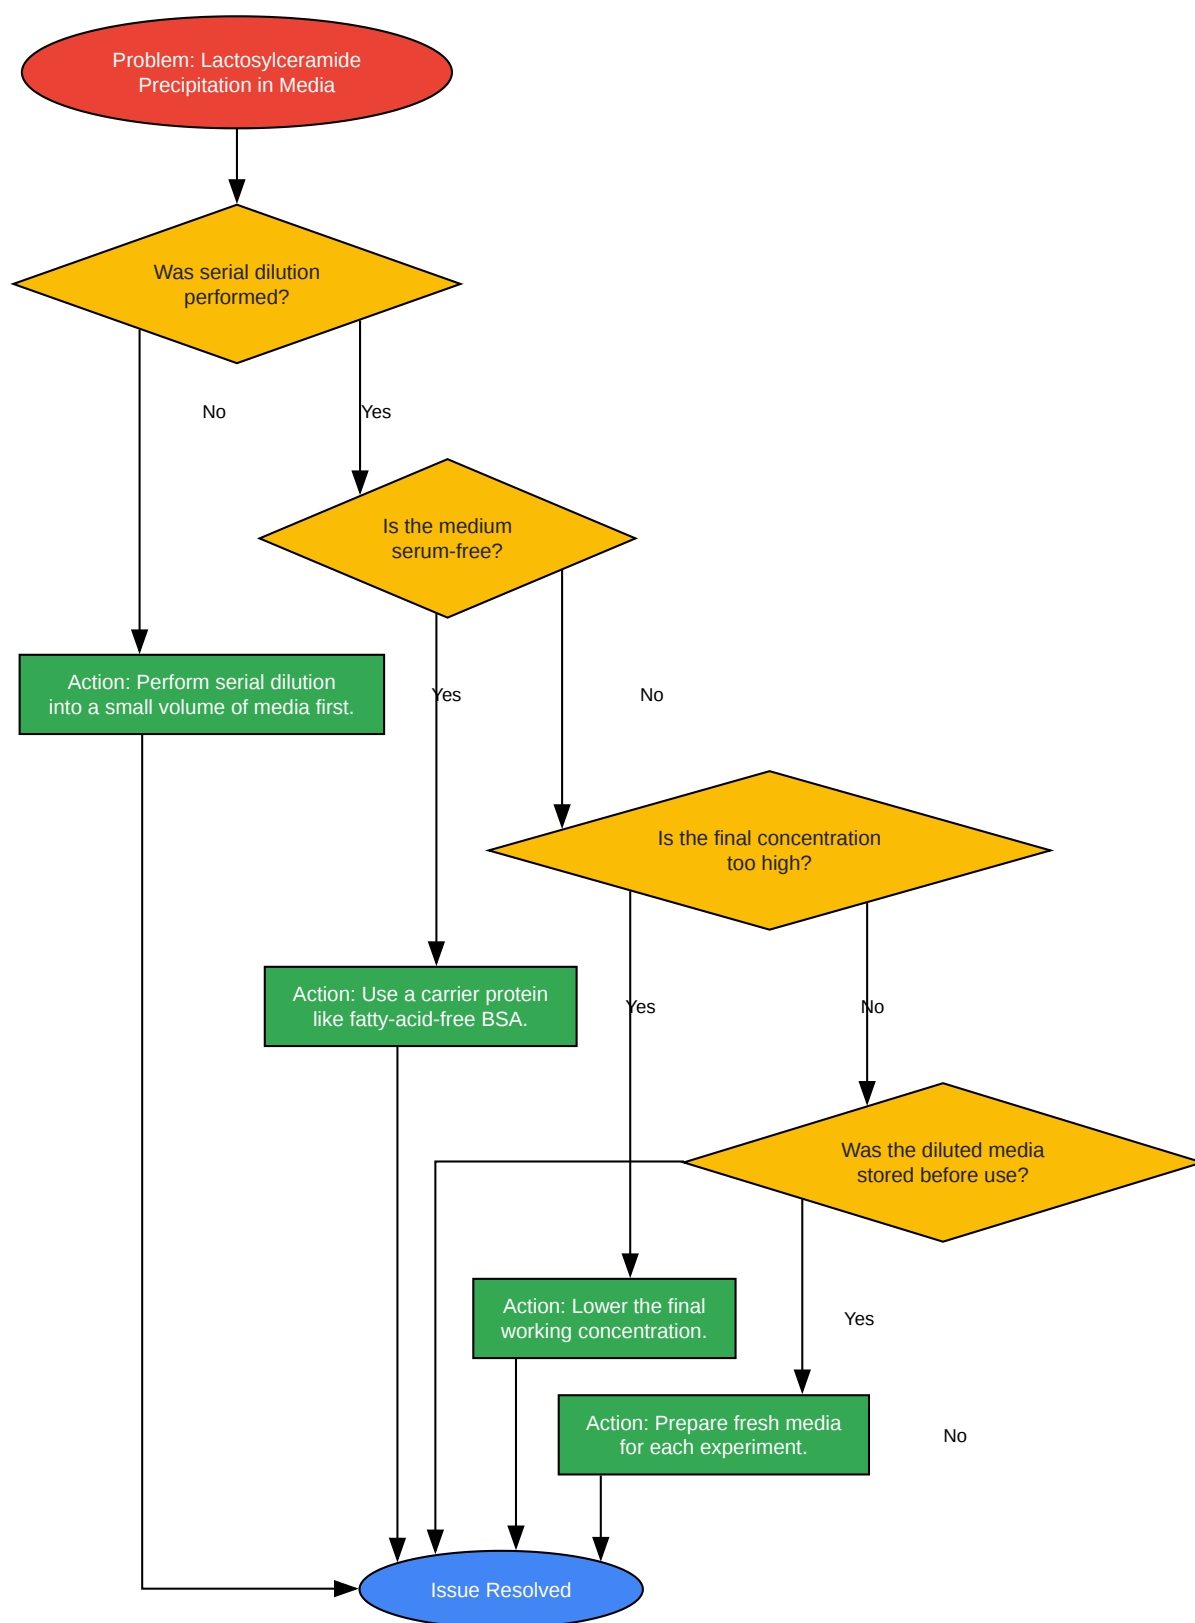 Problem: Lactosylceramide
Precipitation in Media
Was serial dilution
performed?
No
Yes
Is the medium
serum-free?
Action: Perform serial dilution
into a small volume of media first.
Yes
No
Is the final concentration
too high?
Action: Use a carrier protein
like fatty-acid-free BSA.
Yes
No
Was the diluted media
stored before use?
Action: Lower the final
working concentration.
Yes
Action: Prepare fresh media
for each experiment.
No
Issue Resolved